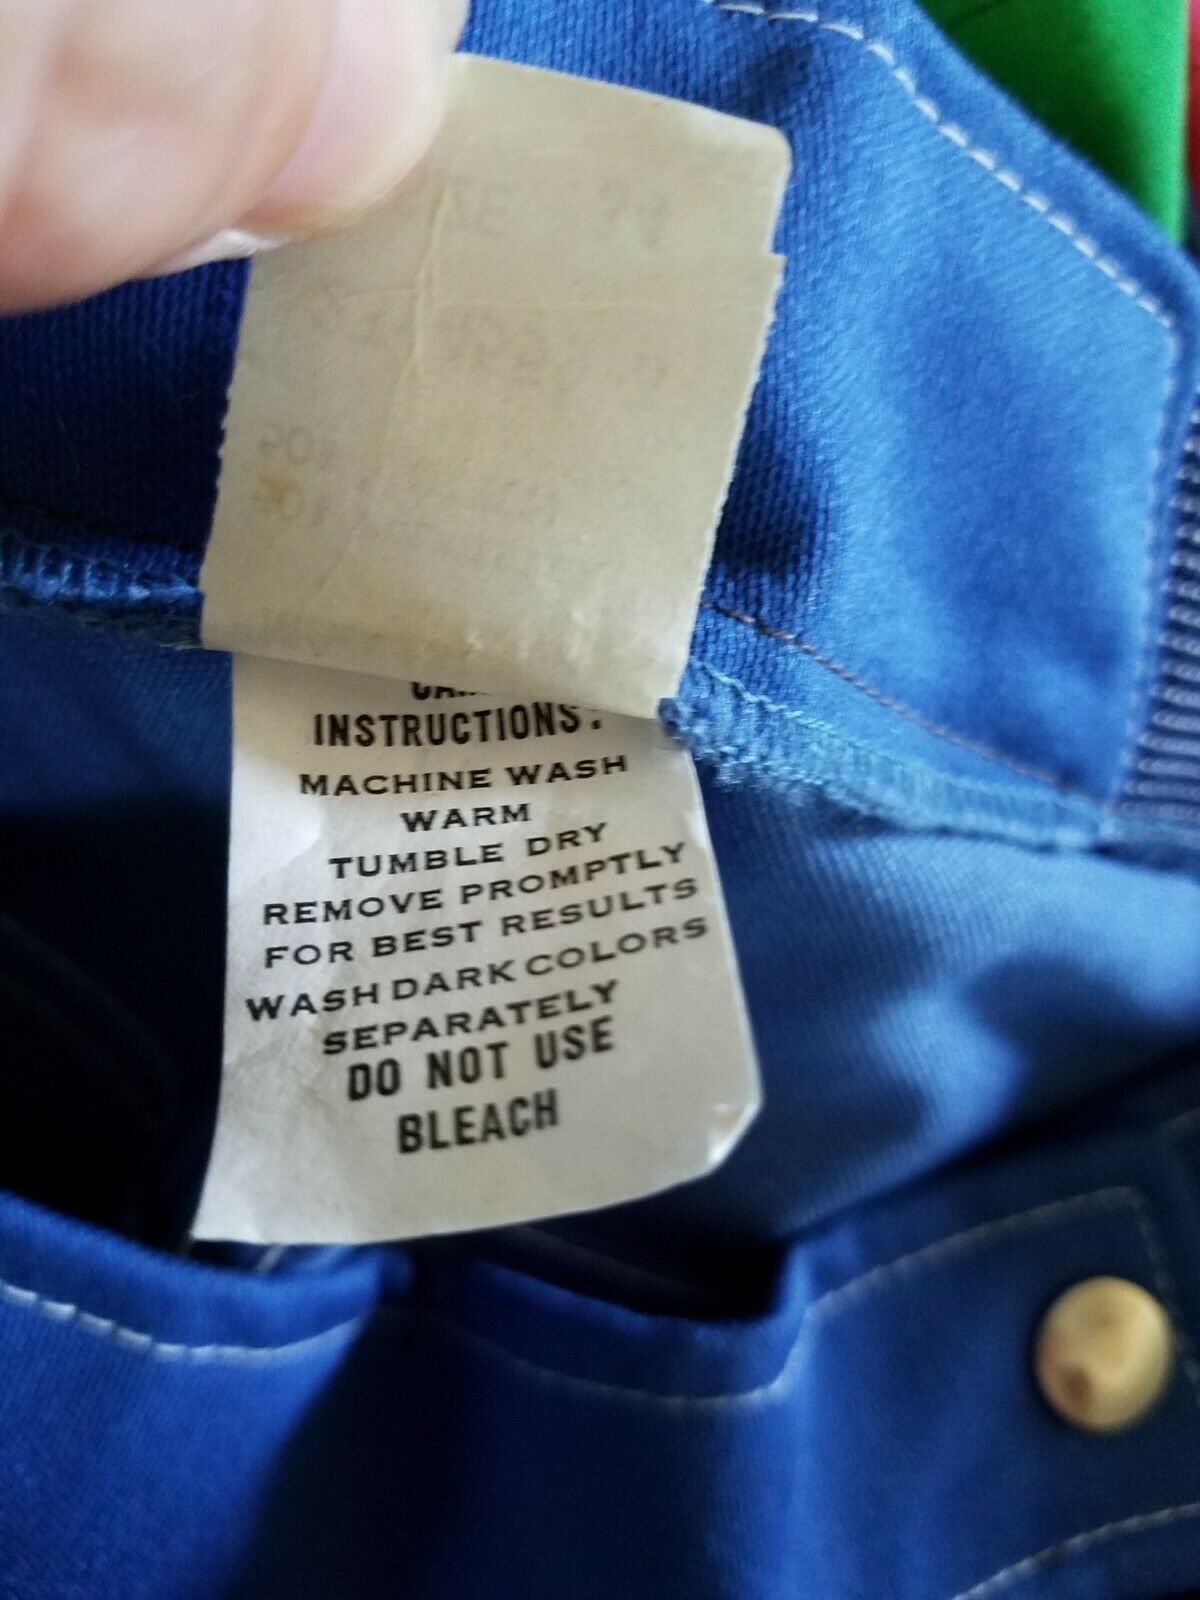 INSTRUCTIONS:
MACHINE WASH
WARM
TUMBLE DRY
REMOVE PROMPTLY
FOR BEST RESULTS
WASH DARK COLORS
SEPARATELY
DO NOT USE
BLEACH